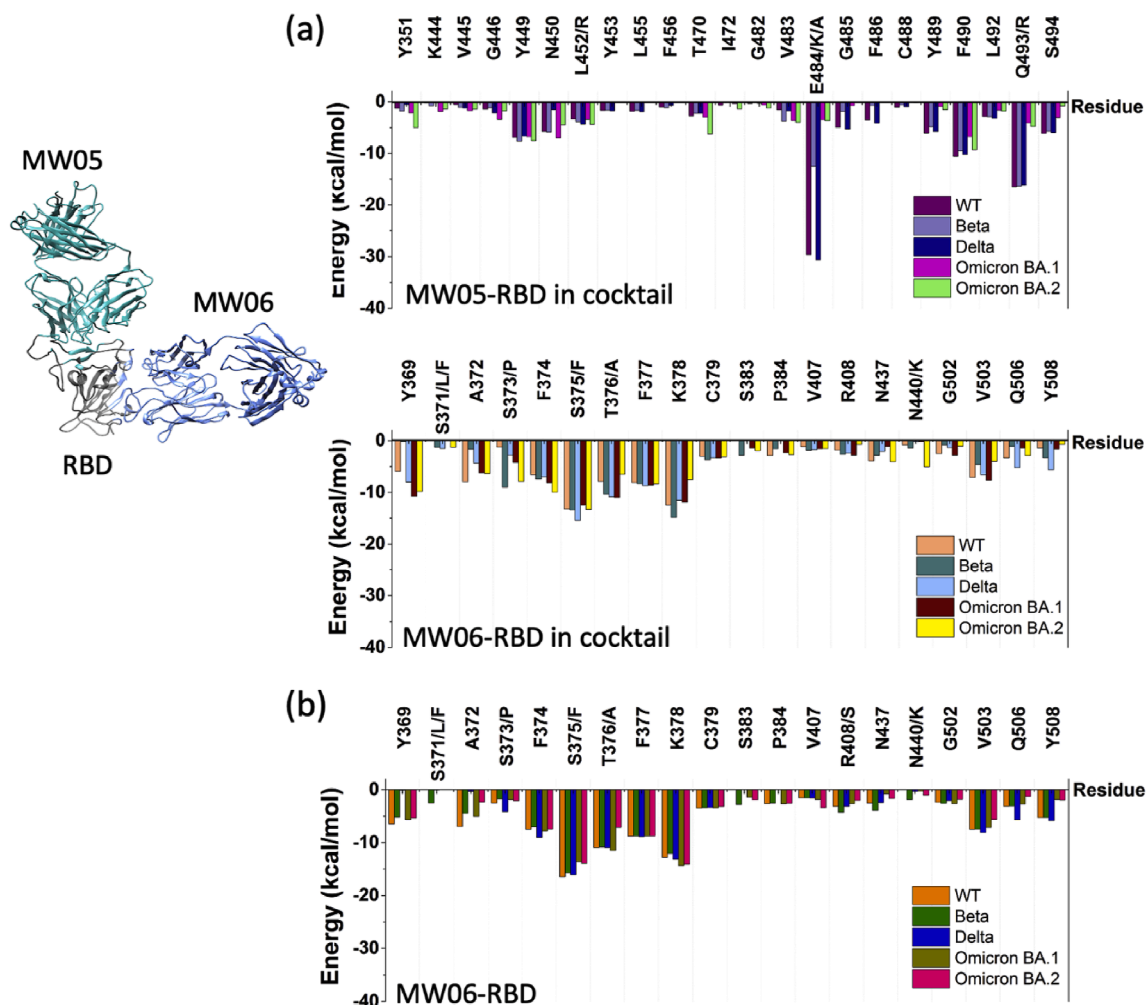 (a)
Y351 K444 V445 G446 Y449 N450 L452/R Y453 L455 F456 T470 I472 G482 V483 E484/K/A G485 F486 C488 Y489 F490 L492 Q493/R S494
0 Residue
-10
-20
-30
-40
Energy (kcal/mol)
WT
Beta
Delta
Omicron BA.1
Omicron BA.2
MW05-RBD in cocktail
MW05
MW06
RBD
Y369 S371/L/F A372 S373/P F374 S375/F T376/A F377 K378 C379 S383 P384 V407 R408 N437 N440/K G502 V503 Q506 Y508
0 Residue
-10
-20
-30
-40
Energy (kcal/mol)
WT
Beta
Delta
Omicron BA.1
Omicron BA.2
MW06-RBD in cocktail
(b)
Y369 S371/L/F A372 S373/P F374 S375/F T376/A F377 K378 C379 S383 P384 V407 R408/S N437 N440/K G502 V503 Q506 Y508
0 Residue
-10
-20
-30
-40
Energy (kcal/mol)
WT
Beta
Delta
Omicron BA.1
Omicron BA.2
MW06-RBD